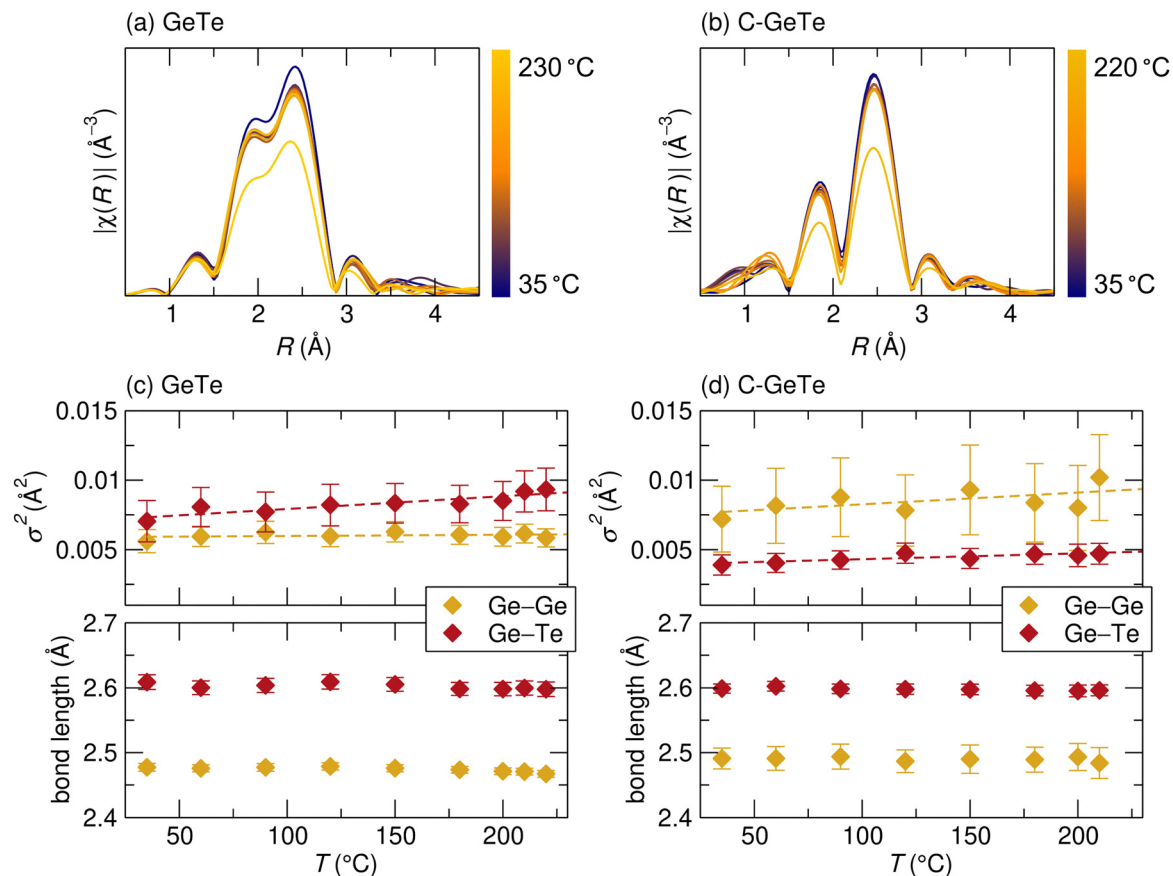 (a) GeTe
(b) C-GeTe
|χ(R)| (Å⁻³)
230 °C
35 °C
1 2 3 4
R (Å)
|χ(R)| (Å⁻³)
220 °C
35 °C
1 2 3 4
R (Å)
(c) GeTe
(d) C-GeTe
σ² (Å²)
0.015
0.01
0.005
σ² (Å²)
0.015
0.01
0.005
Ge–Ge
Ge–Te
Ge–Ge
Ge–Te
bond length (Å)
2.7
2.6
2.5
2.4
50 100 150 200
T (°C)
bond length (Å)
2.7
2.6
2.5
2.4
50 100 150 200
T (°C)